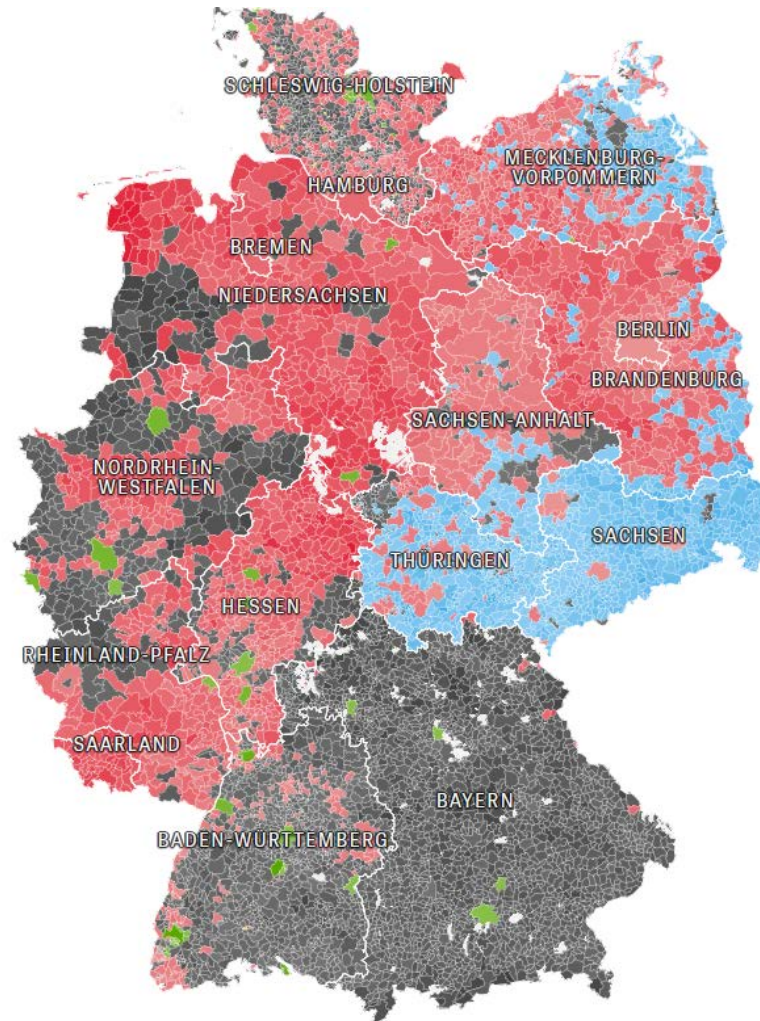 SCHLESWIG-HOLSTEIN
MECKLENBURG-
VORPOMMERN
HAMBURG
BREMEN
NIEDERSACHSEN
BERLIN
BRANDENBURG
SACHSEN-ANHALT
NORDRHEIN-
WESTFALEN
SACHSEN
THÜRINGEN
HESSEN
RHEINLAND-PFALZ
SAARLAND
BAYERN
BADEN-WÜRTTEMBERG